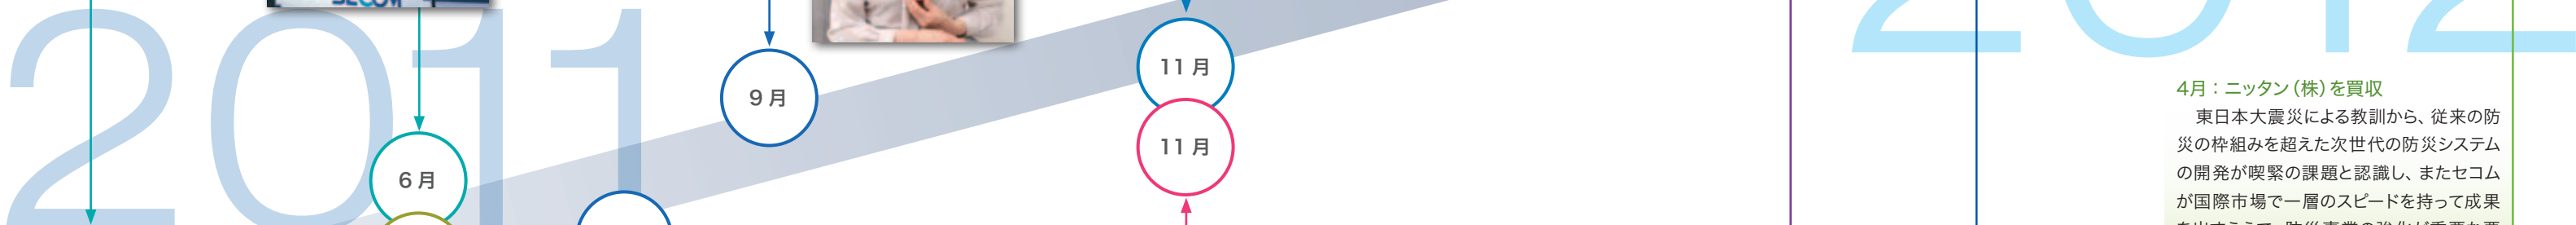 SECOM
2011
2012
9月
11月
11月
6月
4月：ニッタン（株）を買収
東日本大震災による教訓から、従来の防
災の枠組みを超えた次世代の防災システム
の開発が喫緊の課題と認識し、またセコム
が国際市場で一層のスピードを持って成果